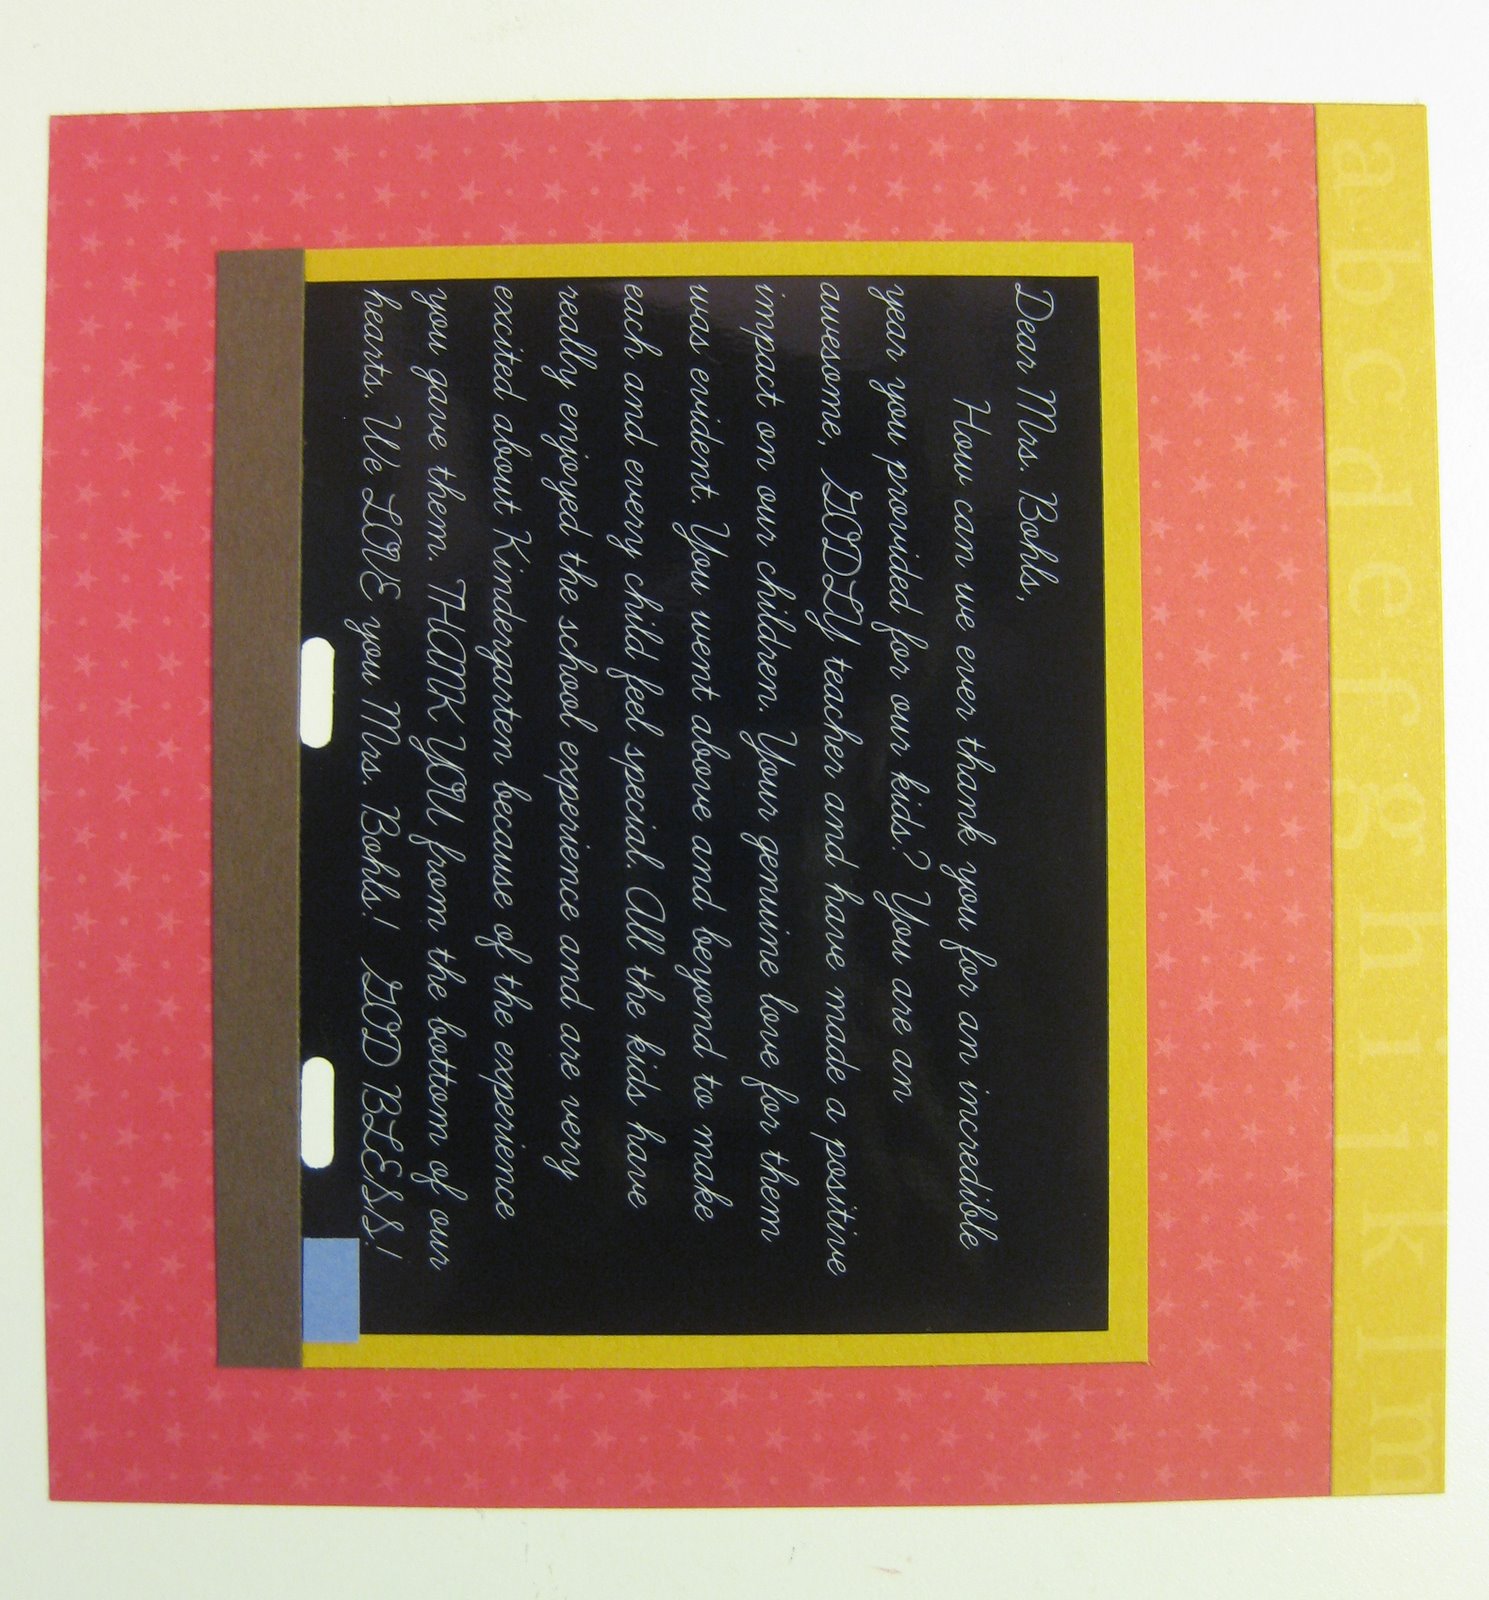 a b c d e f g h i j k l m
Dear Mrs. Bohls,
How can we ever thank you for an incredible
year you provided for our kids? You are an
awesome, GODLY teacher and have made a positive
impact on our children. Your genuine love for them
was evident. You went above and beyond to make
each and every child feel special. All the kids have
really enjoyed the school experience and are very
excited about Kindergarten because of the experience
you gave them. THANK YOU from the bottom of our
hearts. We LOVE you Mrs. Bohls! GOD BLESS!